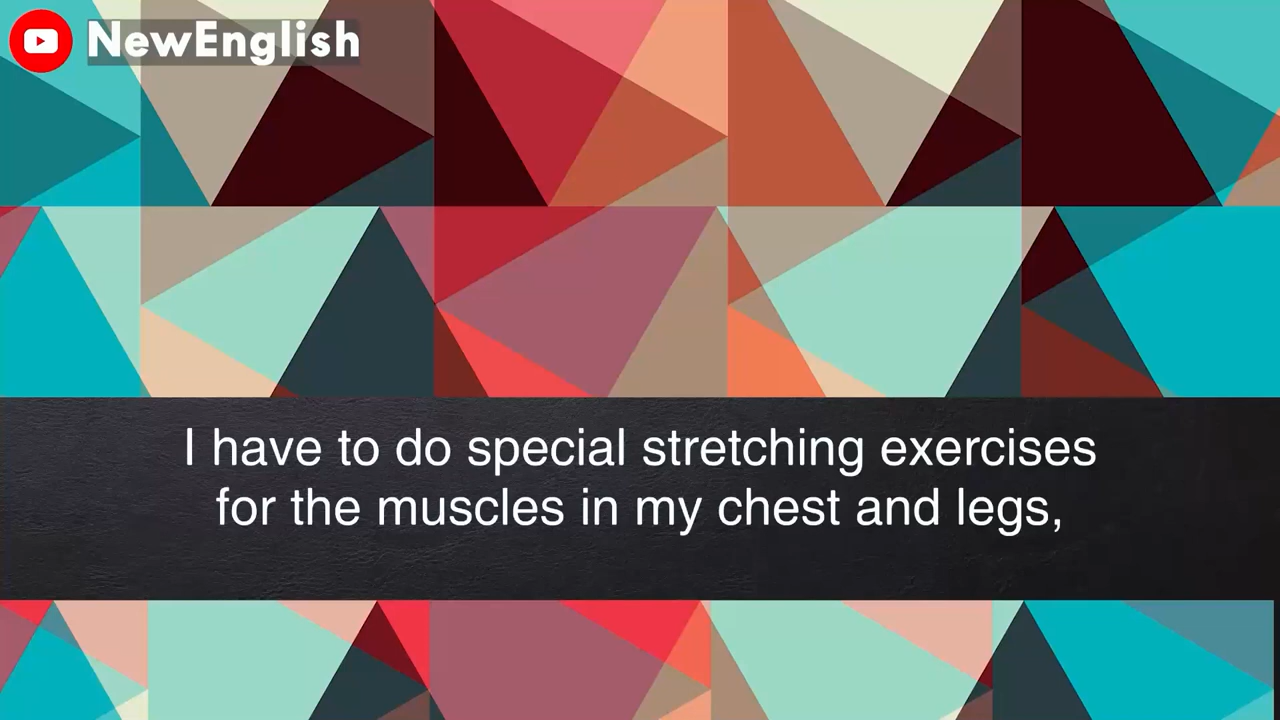 NewEnglish
I have to do special stretching exercises
for the muscles in my chest and legs,